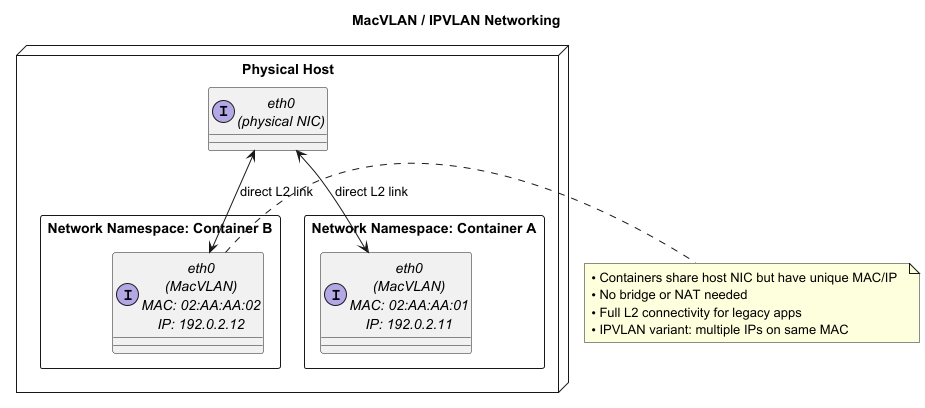 MacVLAN / IPVLAN Networking
Physical Host
I
eth0
(physical NIC)
direct L2 link
direct L2 link
Network Namespace: Container B
I
eth0
(MacVLAN)
MAC: 02:AA:AA:02
IP: 192.0.2.12
Network Namespace: Container A
I
eth0
(MacVLAN)
MAC: 02:AA:AA:01
IP: 192.0.2.11
• Containers share host NIC but have unique MAC/IP
• No bridge or NAT needed
• Full L2 connectivity for legacy apps
• IPVLAN variant: multiple IPs on same MAC